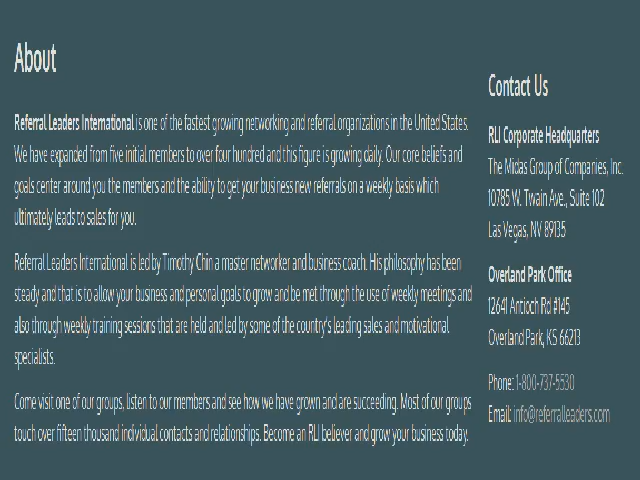 About
Referral Leaders International is one of the fastest growing networking and referral organizations in the United States.
We have expanded from five initial members to over four hundred and this figure is growing daily. Our core beliefs and
goals center around you the members and the ability to get your business new referrals on a weekly basis which
ultimately leads to sales for you.
Referral Leaders International is led by Timothy Chin a master networker and business coach. His philosophy has been
steady and that is to allow your business and personal goals to grow and be met through the use of weekly meetings and
also through weekly training sessions that are held and led by some of the country's leading sales and motivational
specialists.
Come visit one of our groups, listen to our members and see how we have grown and are succeeding. Most of our groups
touch over fifteen thousand individual contacts and relationships. Become an RLI believer and grow your business today.
Contact Us
RLI Corporate Headquarters
The Midas Group of Companies, Inc.
10785 W. Twain Ave., Suite 102
Las Vegas, NV 89135
Overland Park Office
12641 Antioch Rd #145
Overland Park, KS 66213
Phone: 1-800-737-5530
Email: info@referralleaders.com